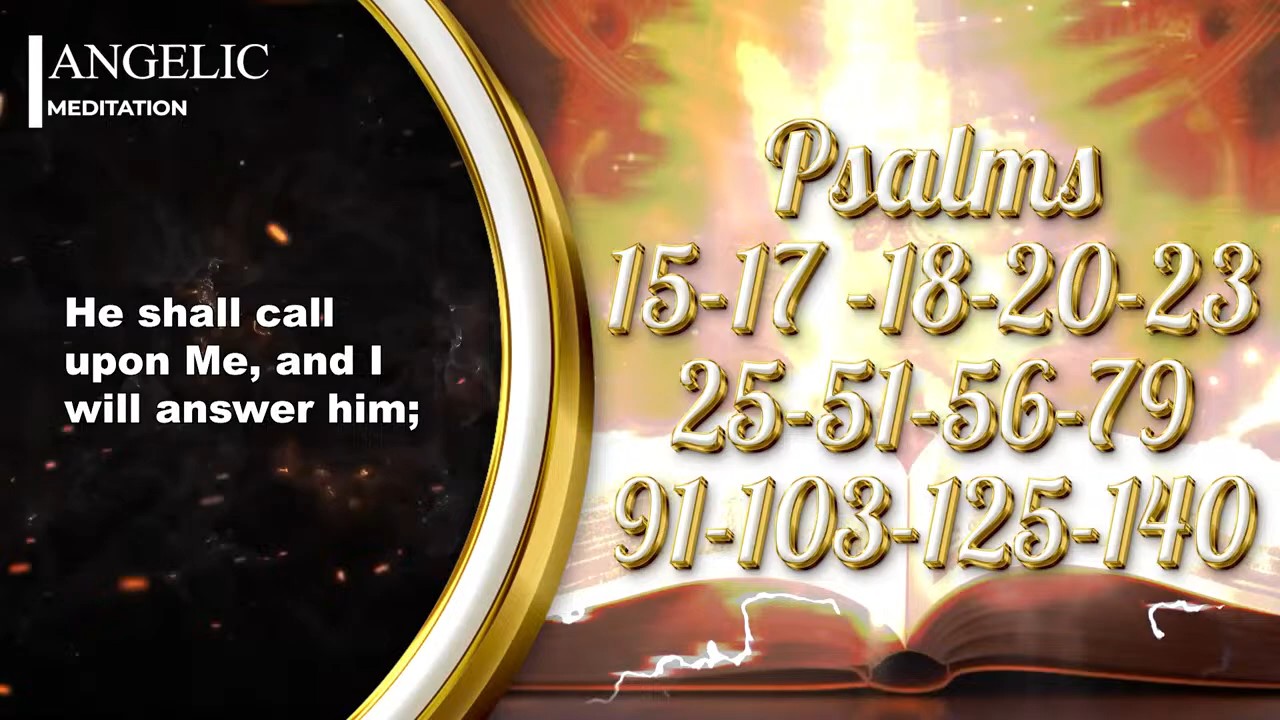 ANGELIC
MEDITATION
He shall call
upon Me, and I
will answer him;
Psalms
15-17 -18-20-23
25-51-56-79
91-103-125-140